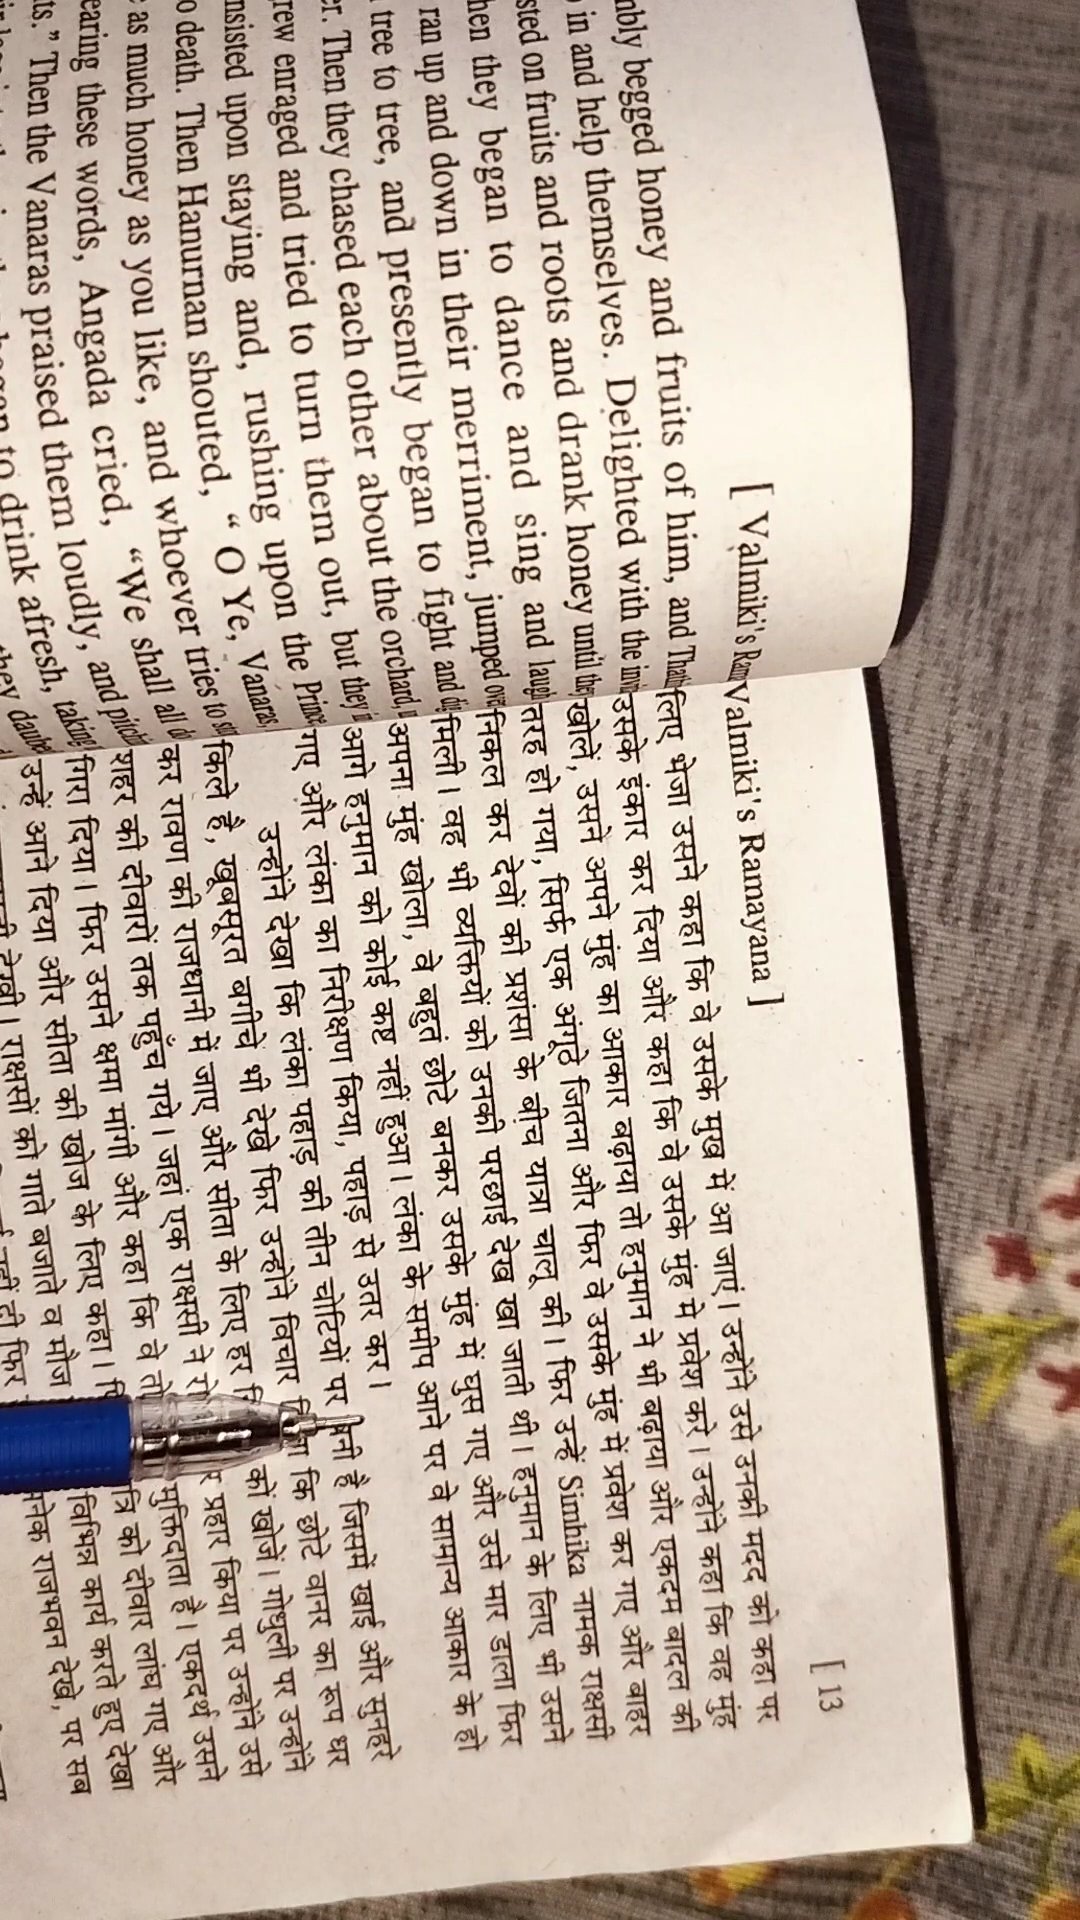 [ Valmiki's Ram
mbly begged honey and fruits of him, and
in and help themselves. Delighted with the
sted on fruits and roots and drank honey until they
hen they began to dance and sing and laugh
ran up and down in their merriment, jumped over
tree to tree, and presently began to fight and
er. Then they chased each other about the orchard,
rew enraged and tried to turn them out, but they
nsisted upon staying and, rushing upon the Prince
o death. Then Hanurnan shouted, “ O Ye, Vanaras
as much honey as you like, and whoever tries to
earing these words, Angada cried, “We shall all
ts.” Then the Vanaras praised them loudly, and
to drink afresh, taking
they
Valmiki's Ramayana ]
[ 13
लिए भेजा उसने कहा कि वे उसके मुख में आ जाएं। उन्होंने उसे उनकी मदद को कहा पर
उसके इंकार कर दिया और कहा कि वे उसके मुंह मे प्रवेश करे। उन्होंने कहा कि वह मुंह
खोले, उसने अपने मुंह का आकार बढ़ाया तो हनुमान ने भी बढ़ाया और एकदम बादल की
तरह हो गया, सिर्फ एक अंगूठे जितना और फिर वे उसके मुंह में प्रवेश कर गए और बाहर
निकल कर देवों की प्रशंसा के बीच यात्रा चालू की। फिर उन्हें Simhika नामक राक्षसी
मिली। वह भी व्यक्तियों को उनकी परछाई देख खा जाती थी। हनुमान के लिए भी उसने
अपना मुंह खोला, वे बहुतं छोटे बनकर उसके मुंह में घुस गए और उसे मार डाला फिर
आगे हनुमान को कोई कष्ट नहीं हुआ। लंका के समीप आने पर वे सामान्य आकार के हो
गए और लंका का निरीक्षण किया, पहाड़ से उतर कर।
उन्होंने देखा कि लंका पहाड़ की तीन चोटियों पर बनी है जिसमें खाई और सुनहरे
किले है, खूबसूरत बगीचे भी देखे फिर उन्होंने विचार किया कि छोटे वानर का रूप धर
कर रावण की राजधानी में जाए और सीता के लिए हर को खोजें। गोधुली पर उन्होंने
शहर की दीवारों तक पहुँच गये। जहां एक राक्षसी ने प्रहार किया पर उन्होंने उसे
गिरा दिया। फिर उसने क्षमा मांगी और कहा कि वे तो मुक्तिदाता है। एकदर्थ उसने
उन्हें आने दिया और सीता की खोज के लिए कहा। को दीवार लांघ गए और
देखी। राक्षसों को गाते बजाते व मौज विभिन्न कार्य करते हुए देखा
नहीं फिर अनेक राजभवन देखे, पर सब